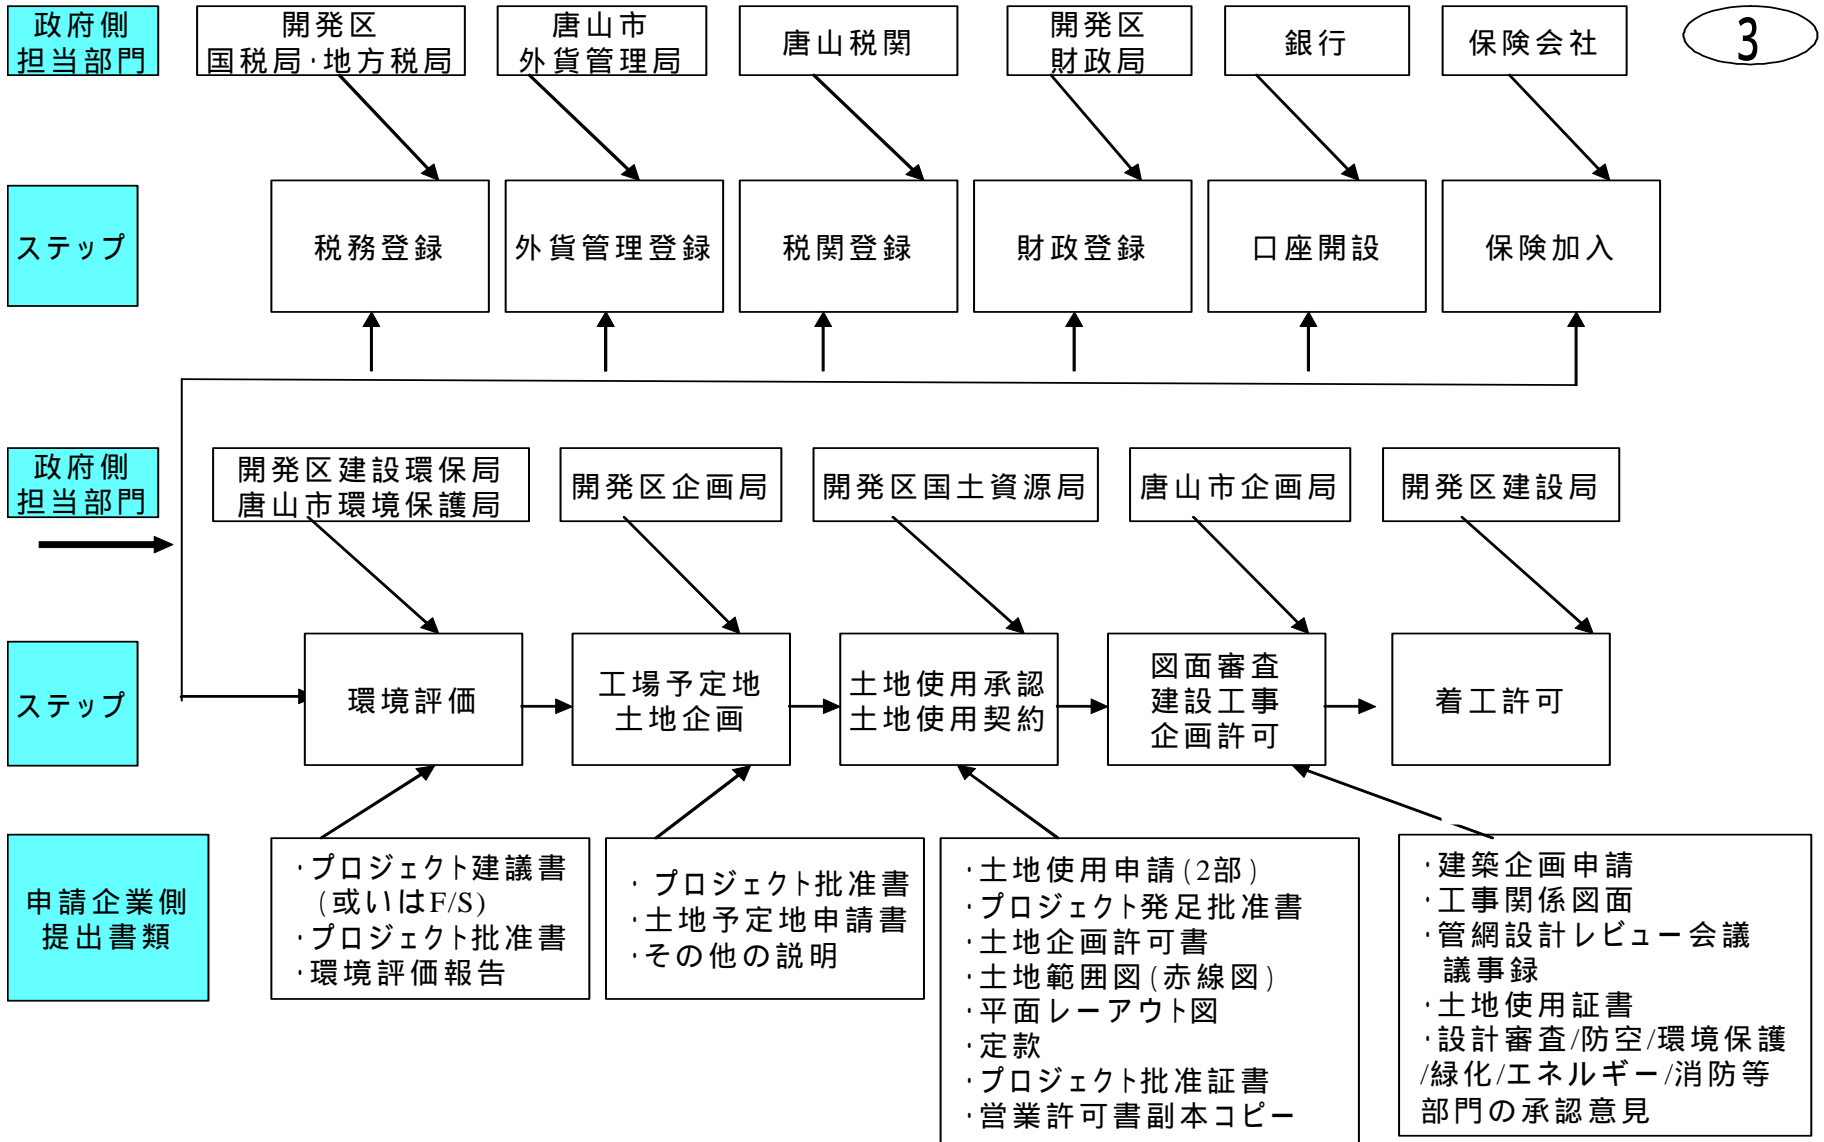 政府側
担当部門
開発区
国税局·地方税局
唐山市
外貨管理局
唐山税関
開発区
財政局
銀行
保険会社
3
ステップ
税務登録
外貨管理登録
税関登録
財政登録
口座開設
保険加入
政府側
担当部門
開発区建設環保局
唐山市環境保護局
開発区企画局
開発区国土資源局
唐山市企画局
開発区建設局
ステップ
環境評価
工場予定地
土地企画
土地使用承認
土地使用契約
図面審査
建設工事
企画許可
着工許可
申請企業側
提出書類
·プロジェクト建議書
(或いはF/S)
·プロジェクト批准書
·環境評価報告
· プロジェクト批准書
·土地予定地申請書
·その他の説明
·土地使用申請(2部)
·プロジェクト発足批准書
·土地企画許可書
·土地範囲図(赤線図)
·平面レーアウト図
·定款
·プロジェクト批准証書
·営業許可書副本コピー
·建築企画申請
·工事関係図面
·管網設計レビュー会議
議事録
·土地使用証書
·設計審査/防空/環境保護
/緑化/エネルギー/消防等
部門の承認意見